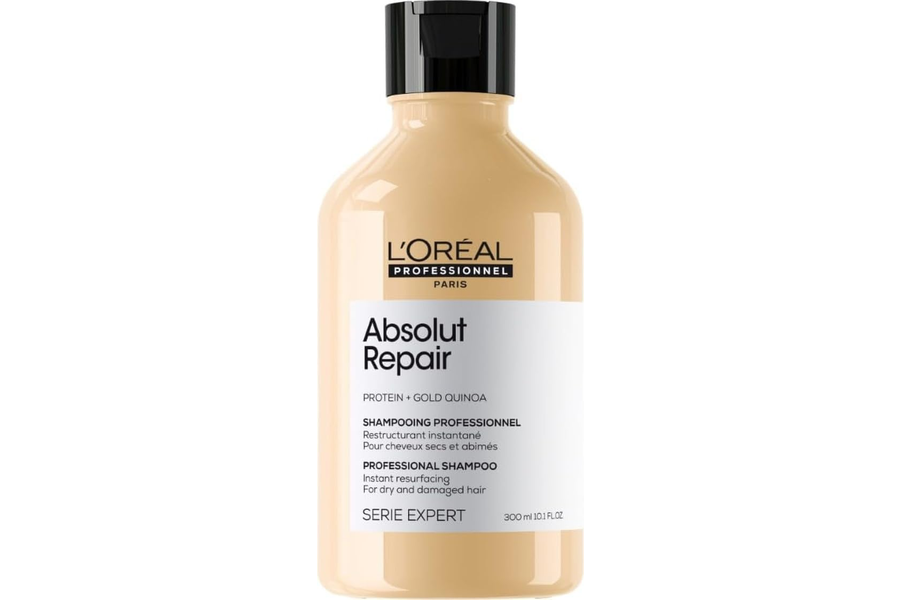 L'ORÉAL
PROFESSIONNEL
PARIS
Absolut
Repair
PROTEIN + GOLD QUINOA
SHAMPOOING PROFESSIONNEL
Restructurant instantané
Pour cheveux secs et abimés
PROFESSIONAL SHAMPOO
Instant resurfacing
For dry and damaged hair
SERIE EXPERT
300 ml 10.1 FL.OZ